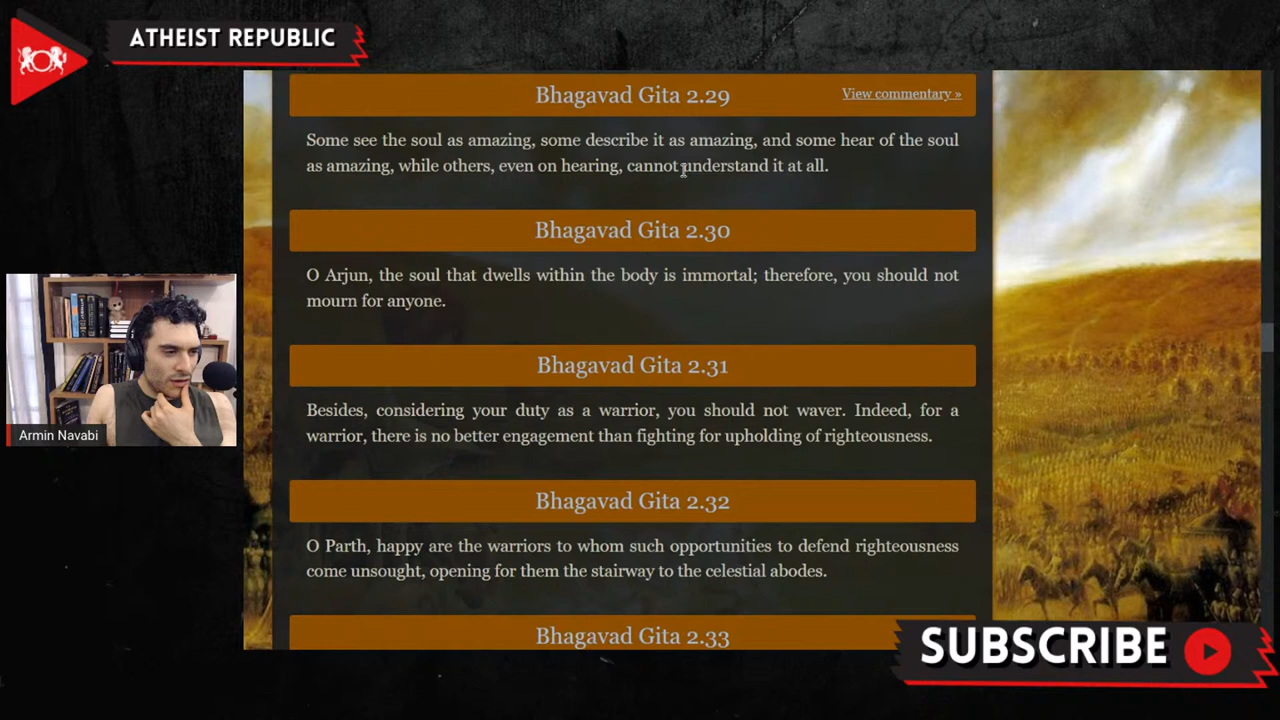 ATHEIST REPUBLIC
Bhagavad Gita 2.29
View commentary »
Some see the soul as amazing, some describe it as amazing, and some hear of the soul
as amazing, while others, even on hearing, cannot understand it at all.
Bhagavad Gita 2.30
O Arjun, the soul that dwells within the body is immortal; therefore, you should not
mourn for anyone.
Bhagavad Gita 2.31
Besides, considering your duty as a warrior, you should not waver. Indeed, for a
warrior, there is no better engagement than fighting for upholding of righteousness.
Armin Navabi
Bhagavad Gita 2.32
O Parth, happy are the warriors to whom such opportunities to defend righteousness
come unsought, opening for them the stairway to the celestial abodes.
Bhagavad Gita 2.33
SUBSCRIBE